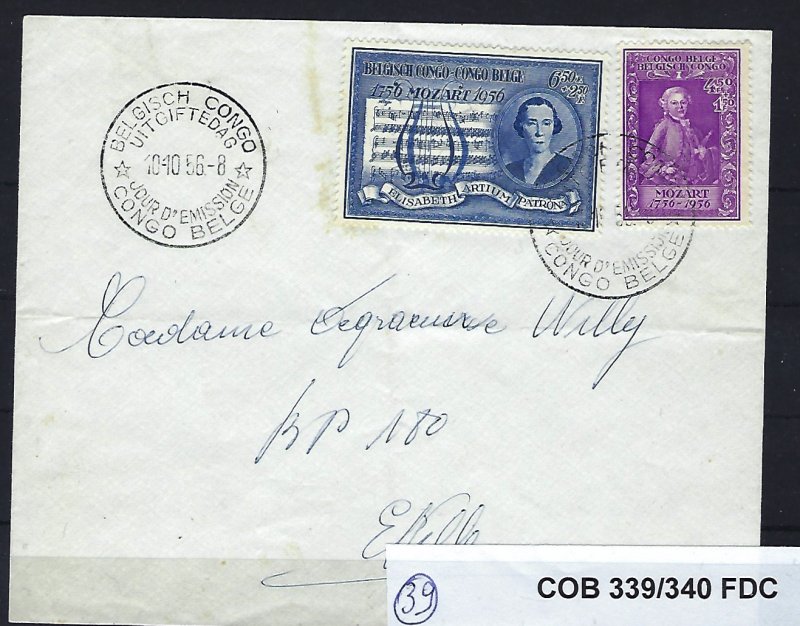 BELGISCH CONGO
UITGIFTEDAG
10-10 56-8
JOUR D'EMISSION
CONGO BELGE
BELGISCH CONGO-CONGO BELGE
1756 MOZART 1956
6,50 F.
+2,50 F.
ELISABETH ARTIUM PATRONA
CONGO BELGE
BELGISCH CONGO
4,50
1,50
MOZART
1756-1956
JOUR D'EMISSION
CONGO BELGE
Madame Willy
BP 180
39
COB 339/340 FDC